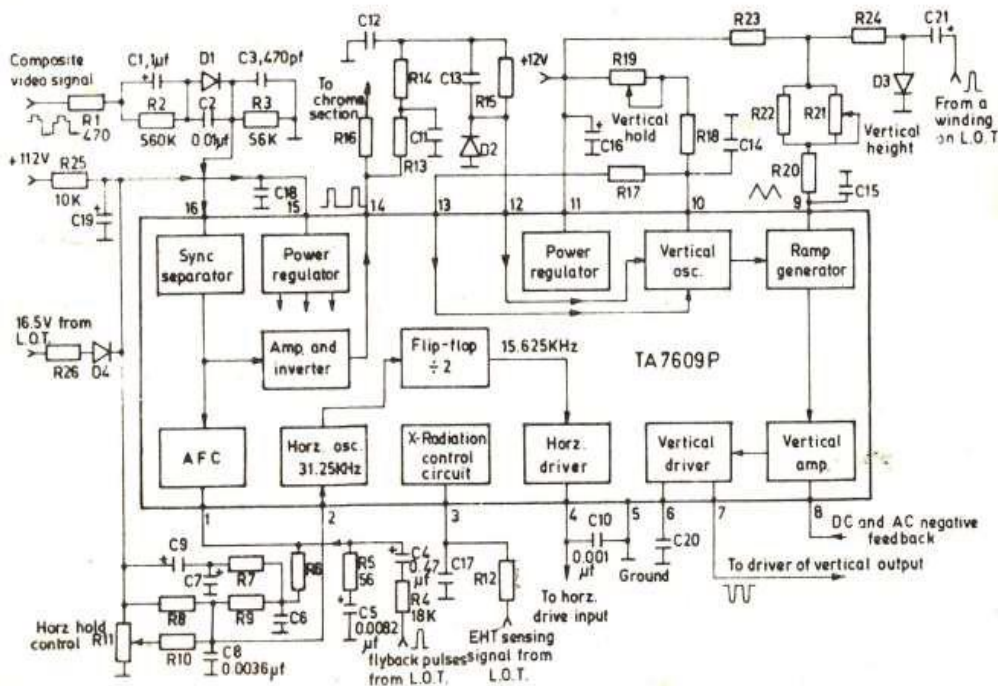 C12
R23
R24
C21
Composite
video signal
C1,1µf
D1
C3,470pf
R1
470
R2
560K
C2
0.01µf
R3
56K
To
chrome
section
R14
C13
R15
+12V
R19
Vertical
hold
R16
C11
R13
D2
C16
R18
C14
R17
R22
R21
Vertical
height
D3
From a
winding
on L.O.T.
R20
C15
+112V
R25
10K
C19
C18
16
15
14
13
12
11
10
9
Sync
separator
Power
regulator
Power
regulator
Vertical
osc.
Ramp
generator
16.5V from
L.O.T.
R26
D4
Amp. and
inverter
Flip-flop
÷2
15.625KHz
TA7609P
AFC
Horz. osc.
31.25KHz
X-Radiation
control
circuit
Horz.
driver
Vertical
driver
Vertical
amp.
1
2
3
4
5
6
7
8
C9
C7
R7
R6
R5
56
C4
0.47
µf
C17
R12
C10
0.001
µf
Ground
C20
DC and AC negative
feedback
To driver of vertical output
R8
R9
C6
C5
0.0082
µf
R4
18K
To horz.
drive input
Horz hold
control
R11
R10
C8
0.0036µf
flyback pulses
from L.O.T.
EHT sensing
signal from
L.O.T.